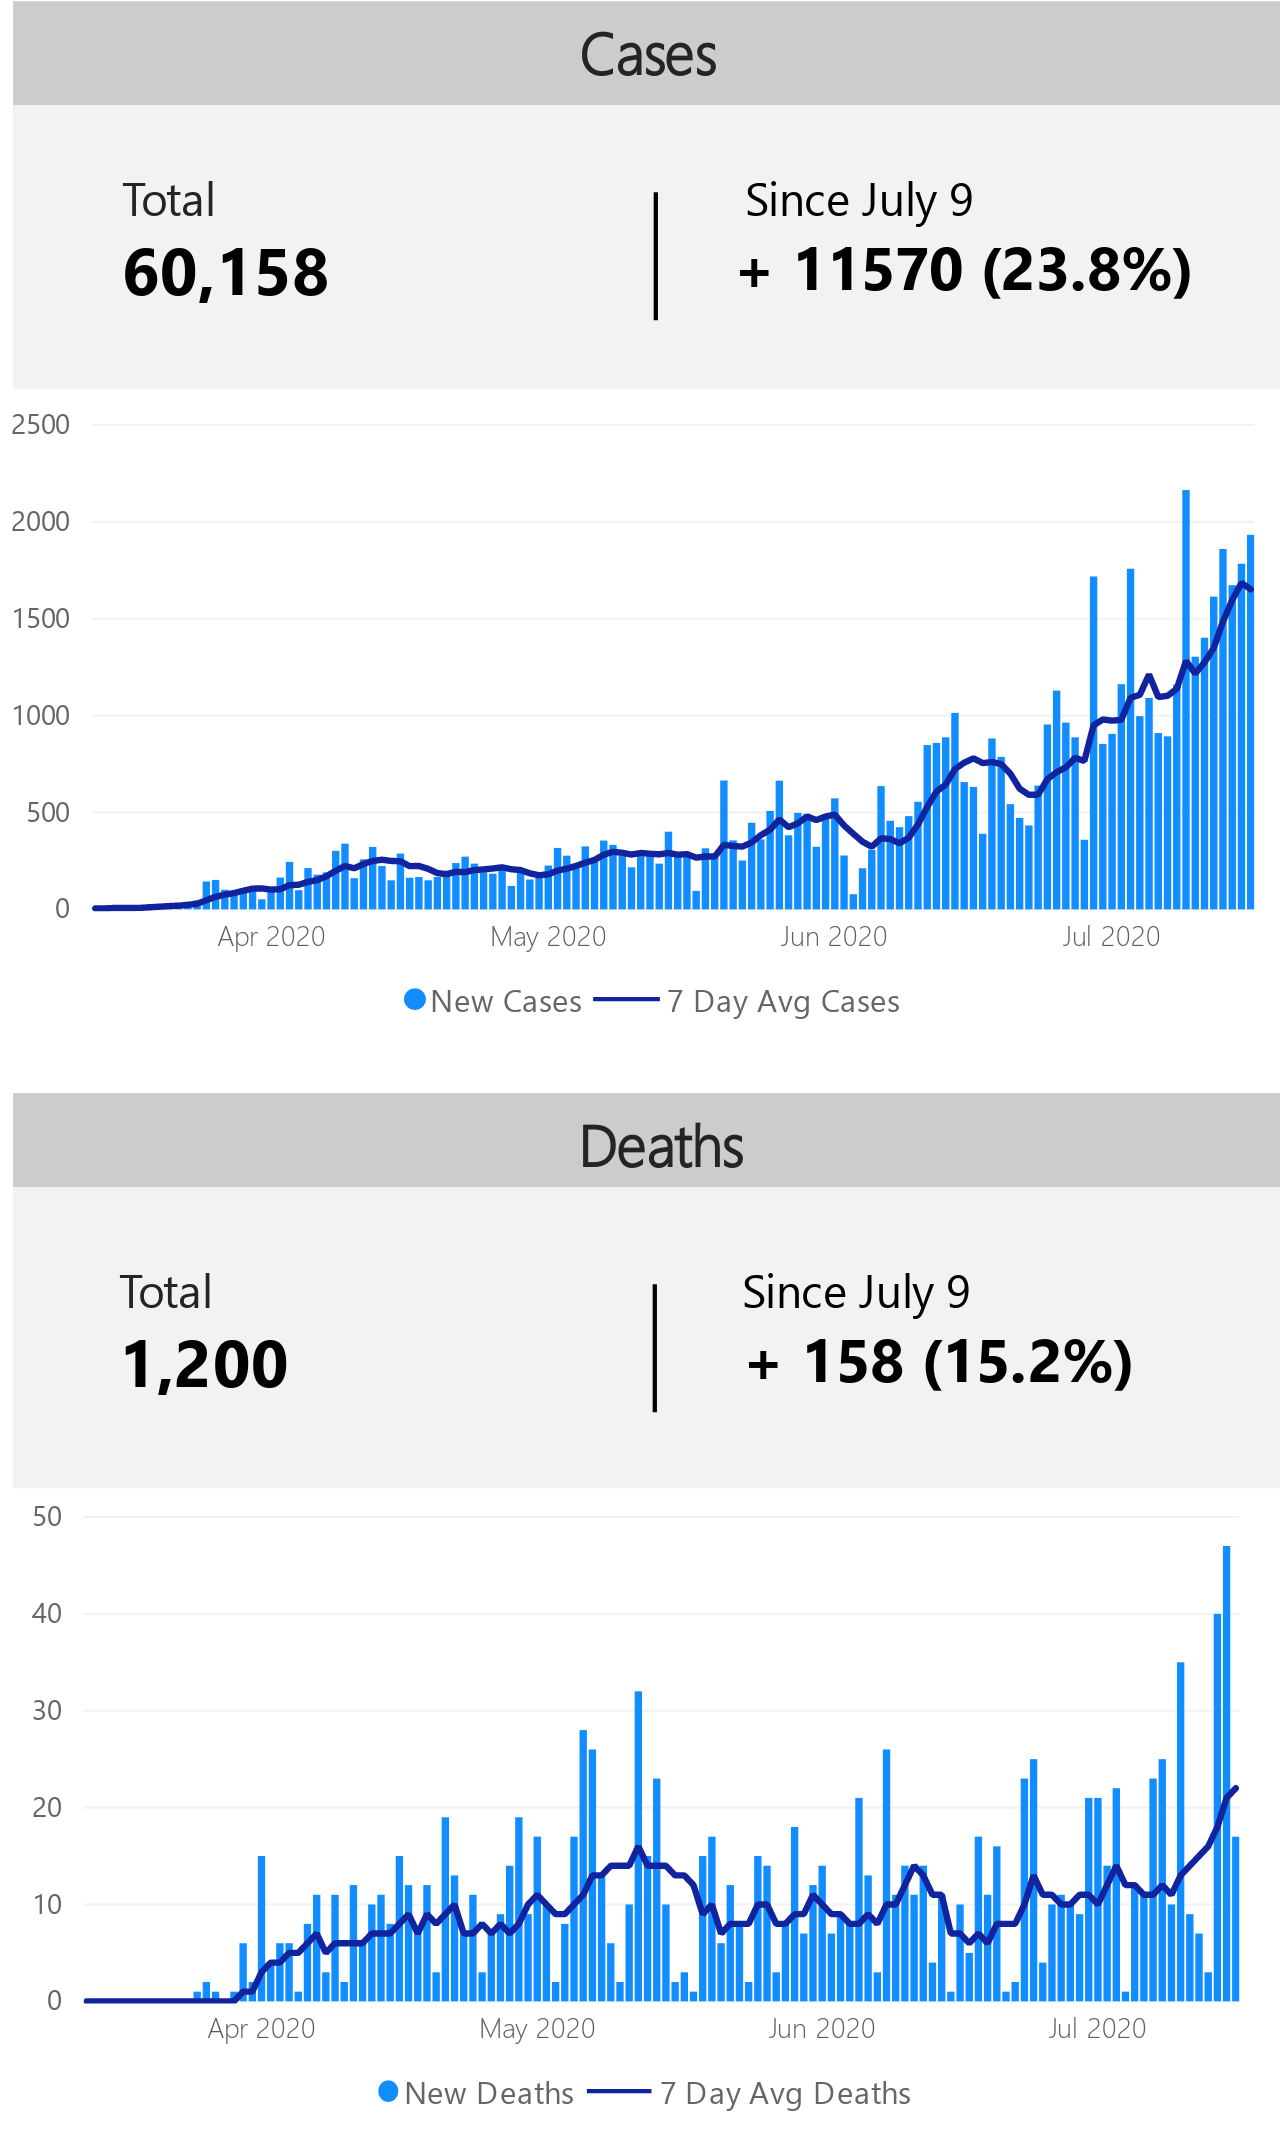 Cases
Total
60,158
Since July 9
+ 11570 (23.8%)
2500
2000
1500
1000
500
0
Apr 2020
May 2020
Jun 2020
Jul 2020
New Cases
7 Day Avg Cases
Deaths
Total
1,200
Since July 9
+ 158 (15.2%)
50
40
30
20
10
0
Apr 2020
May 2020
Jun 2020
Jul 2020
New Deaths
7 Day Avg Deaths